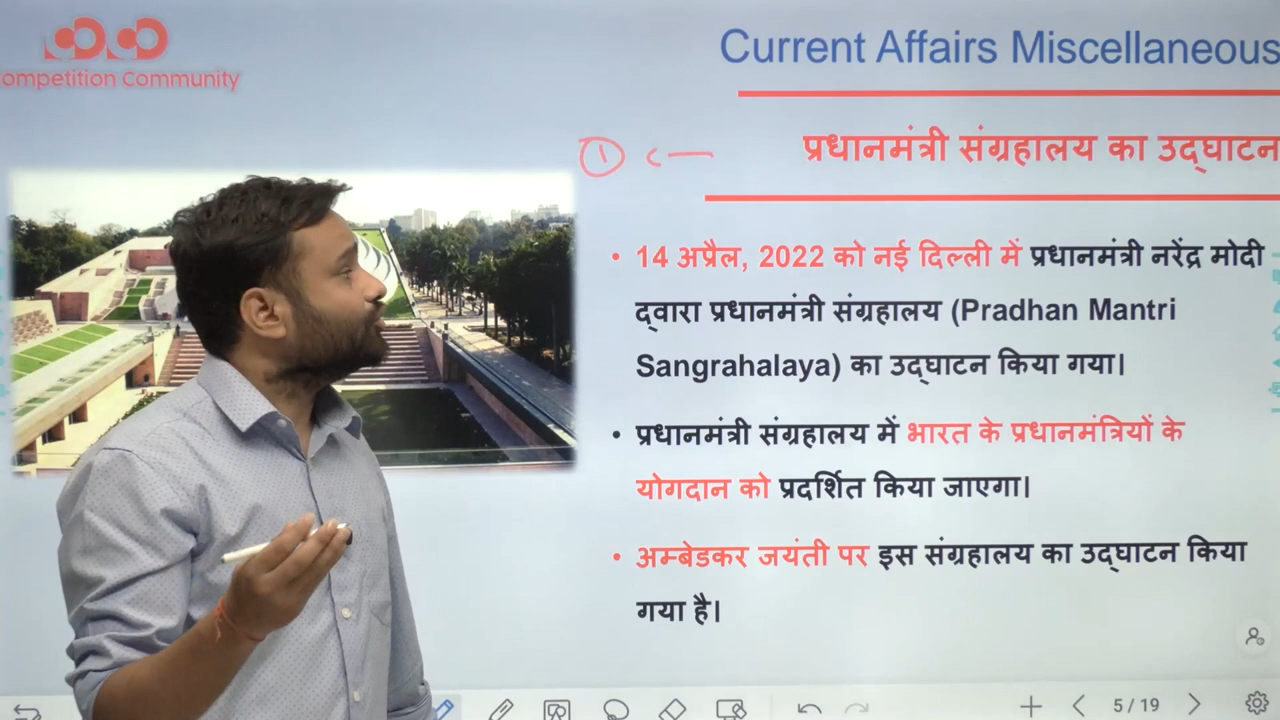 ompetition Community
Current Affairs Miscellaneous
1
प्रधानमंत्री संग्रहालय का उद्घाटन
• 14 अप्रैल, 2022 को नई दिल्ली में प्रधानमंत्री नरेंद्र मोदी
द्वारा प्रधानमंत्री संग्रहालय (Pradhan Mantri
Sangrahalaya) का उद्घाटन किया गया।
• प्रधानमंत्री संग्रहालय में भारत के प्रधानमंत्रियों के
योगदान को प्रदर्शित किया जाएगा।
• अम्बेडकर जयंती पर इस संग्रहालय का उद्घाटन किया
गया है।
5 / 19